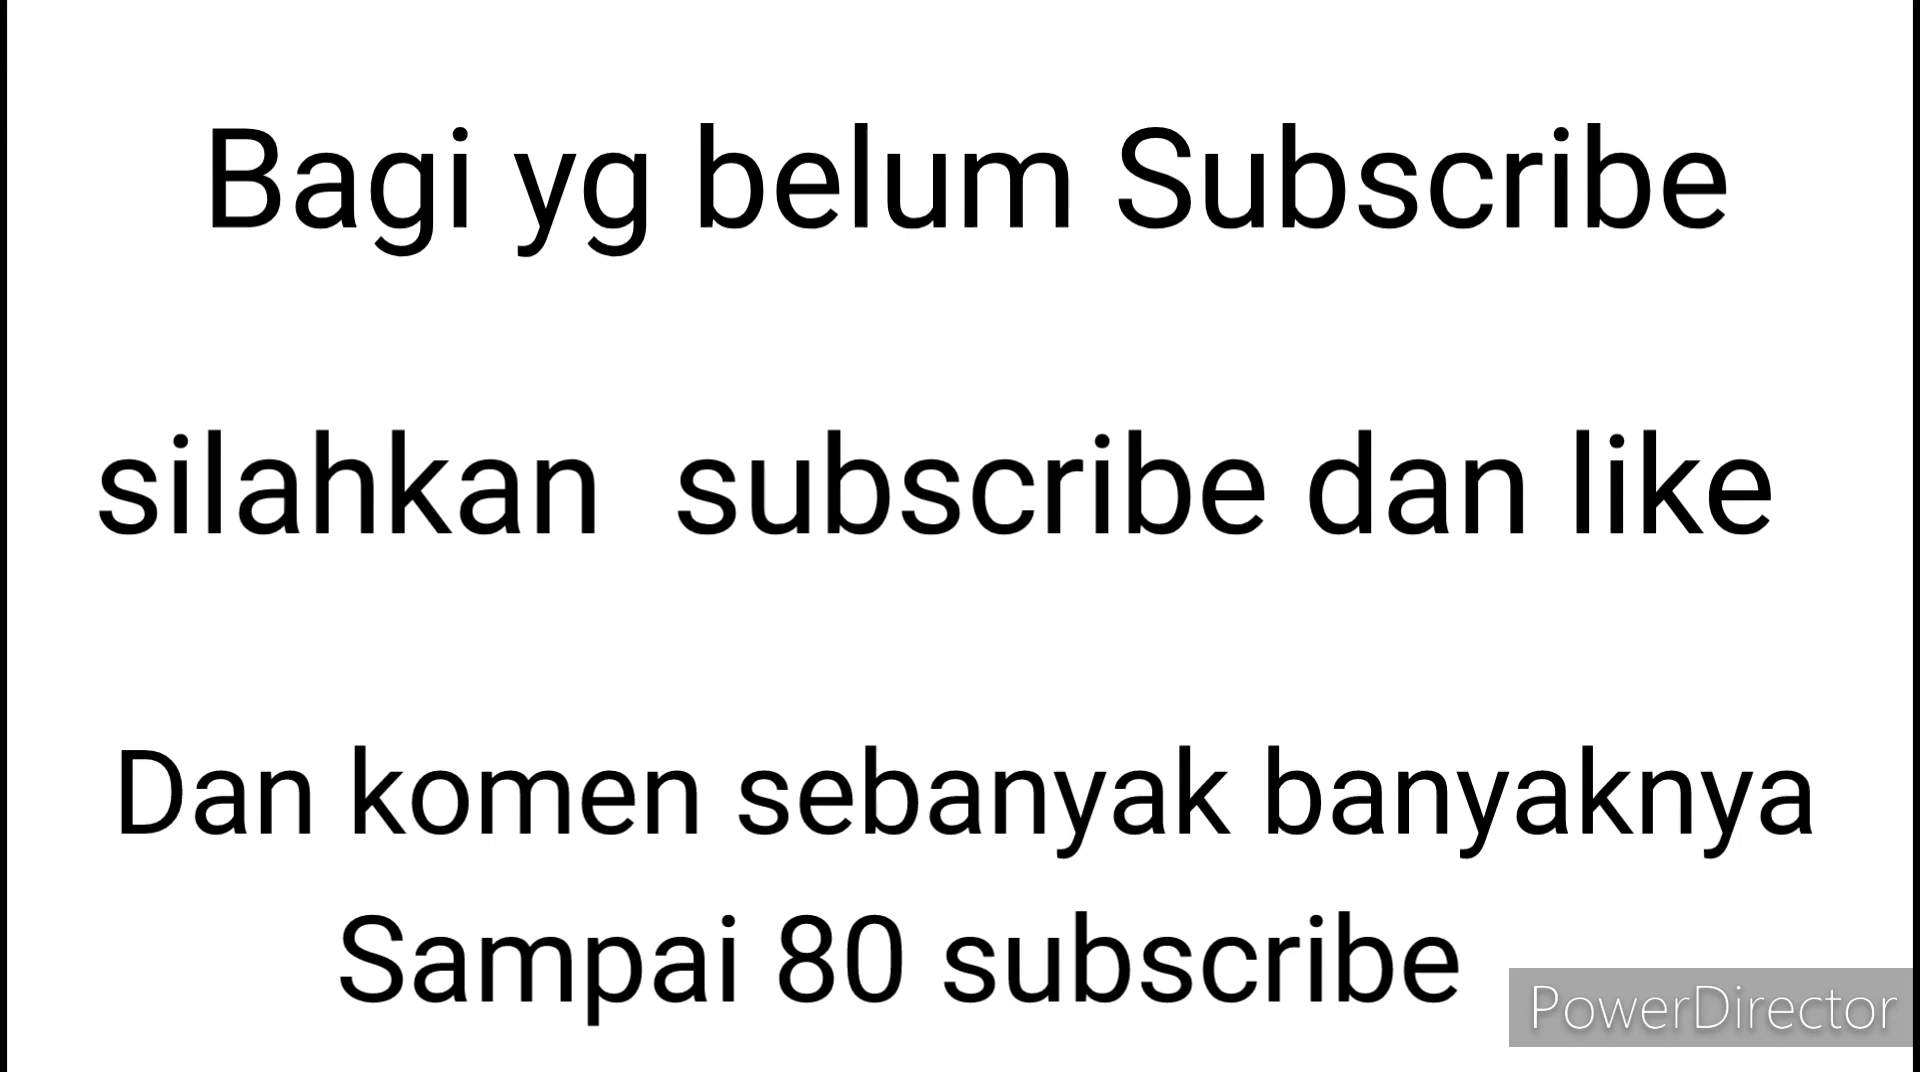 Bagi yg belum Subscribe
silahkan  subscribe dan like
Dan komen sebanyak banyaknya
Sampai 80 subscribe
PowerDirector